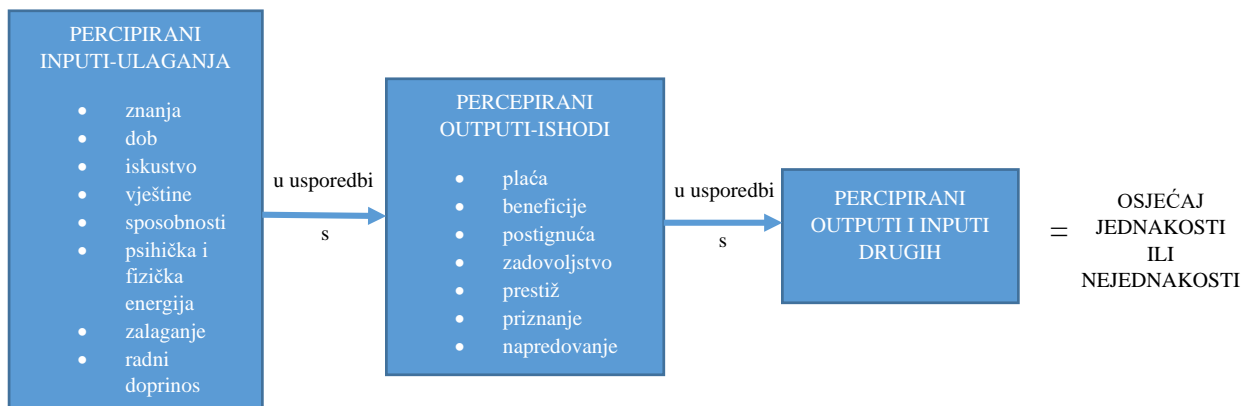 PERCIPIRANI
INPUTI-ULAGANJA
• znanja
• dob
• iskustvo
• vještine
• sposobnosti
• psihička i
fizička
energija
• zalaganje
• radni
doprinos
u usporedbi
s
PERCEPIRANI
OUTPUTI-ISHODI
• plaća
• beneficije
• postignuća
• zadovoljstvo
• prestiž
• priznanje
• napredovanje
u usporedbi
s
PERCIPIRANI
OUTPUTI I INPUTI
DRUGIH
=
OSJEĆAJ
JEDNAKOSTI
ILI
NEJEDNAKOSTI